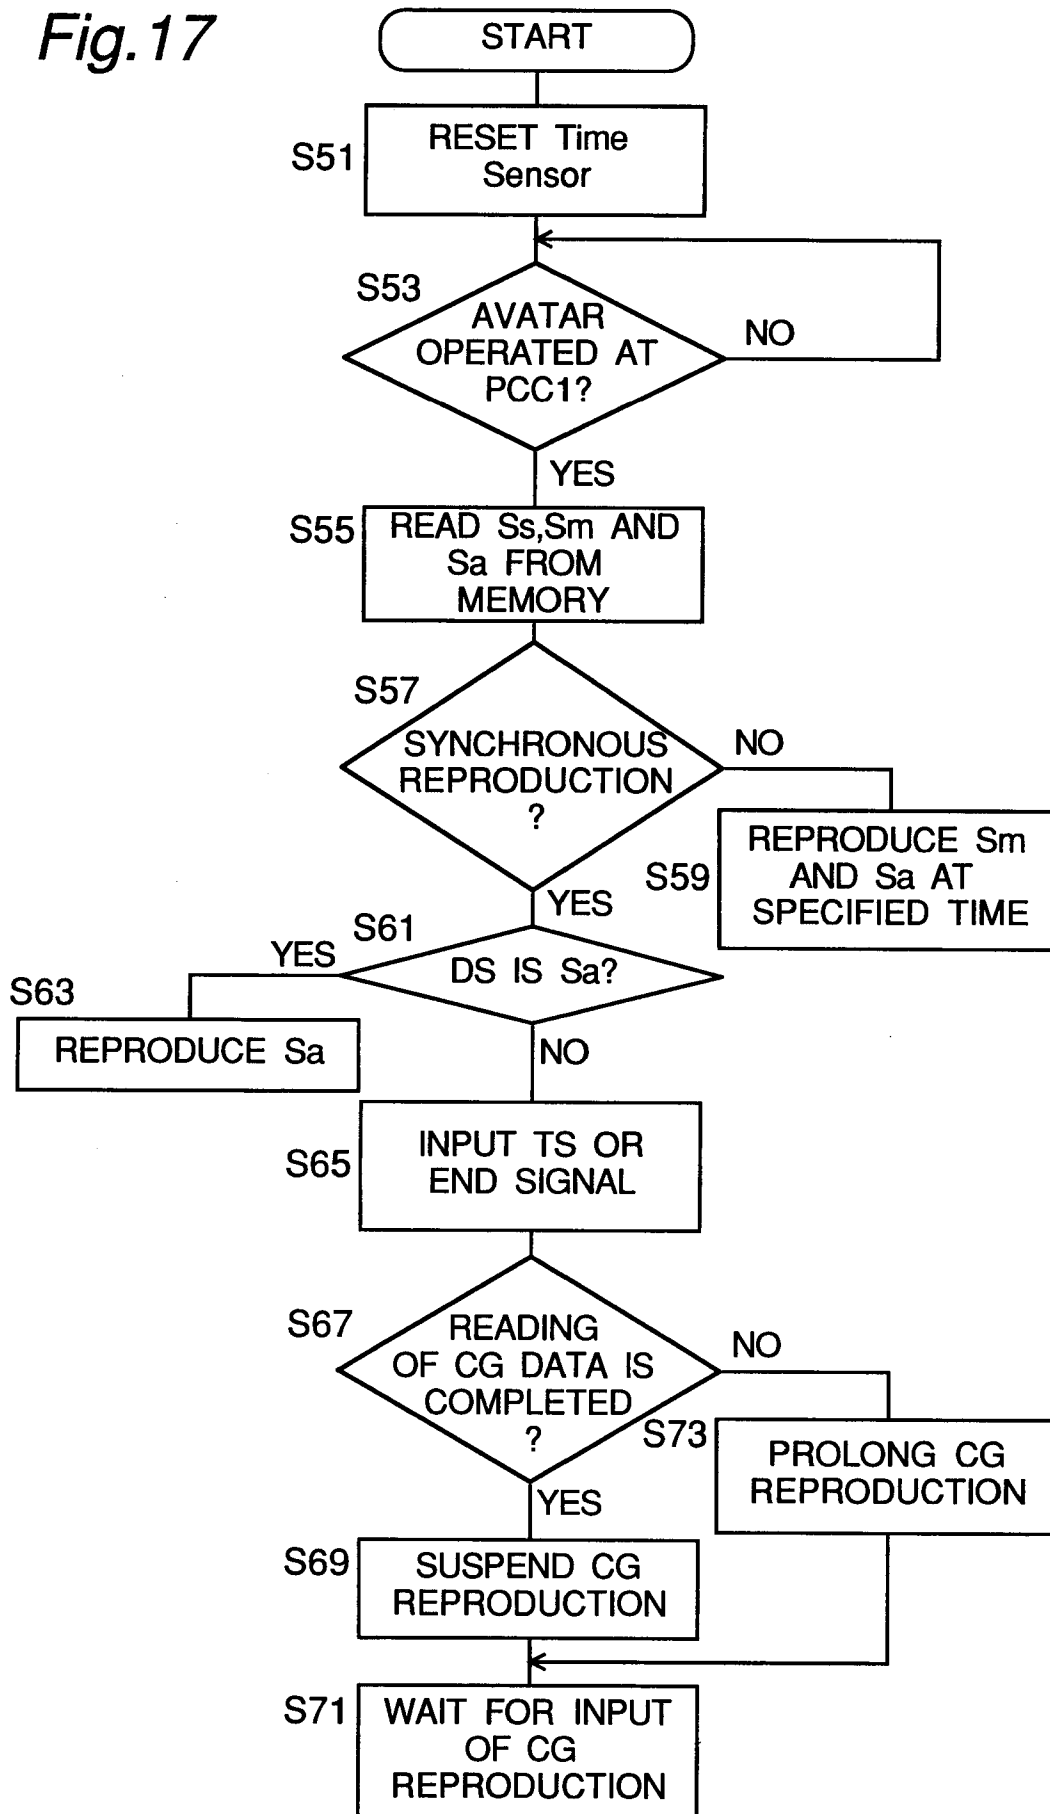 Fig.17
START
S51
RESET Time
Sensor
S53
AVATAR
OPERATED AT
PCC1?
NO
YES
S55
READ Ss,Sm AND
Sa FROM
MEMORY
S57
SYNCHRONOUS
REPRODUCTION
?
NO
YES
S59
REPRODUCE Sm
AND Sa AT
SPECIFIED TIME
S61
DS IS Sa?
YES
NO
S63
REPRODUCE Sa
S65
INPUT TS OR
END SIGNAL
S67
READING
OF CG DATA IS
COMPLETED
?
NO
YES
S73
PROLONG CG
REPRODUCTION
S69
SUSPEND CG
REPRODUCTION
S71
WAIT FOR INPUT
OF CG
REPRODUCTION